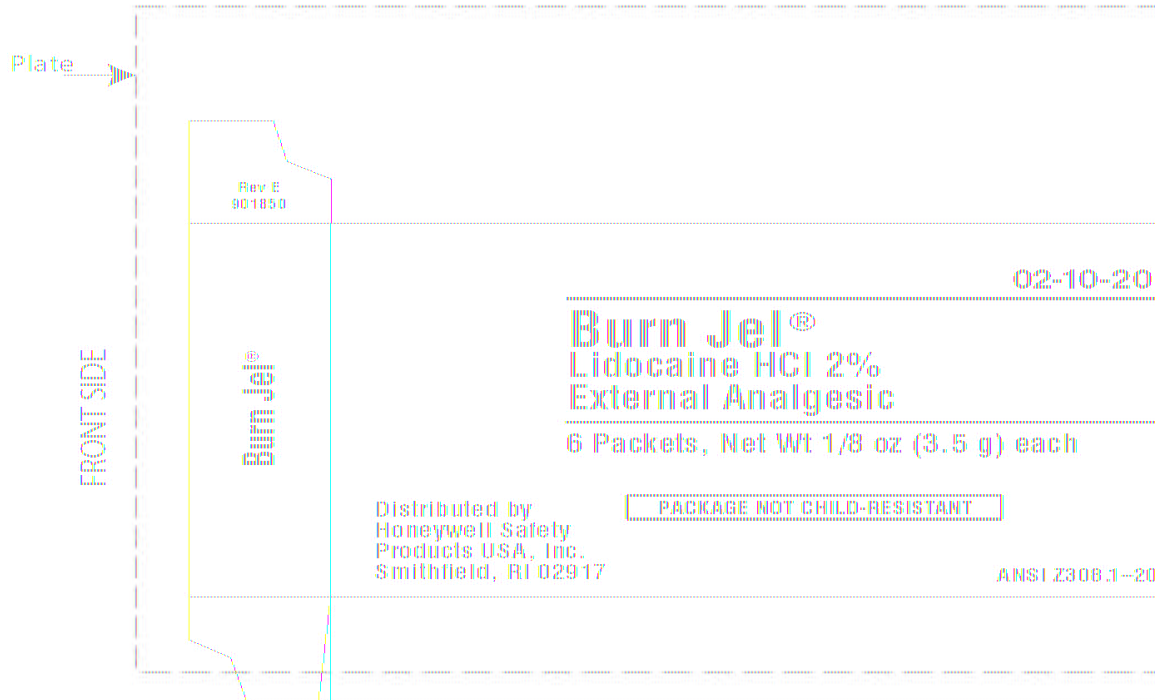 Plate
Rev B
901850
FRONT SIDE
Burn Jel®
02-10-20
Burn Jel®
Lidocaine HCl 2%
External Analgesic
6 Packets, Net Wt 1/8 oz (3.5 g) each
PACKAGE NOT CHILD-RESISTANT
Distributed by
Honeywell Safety
Products USA, Inc.
Smithfield, RI 02917
ANSI Z308.1-20